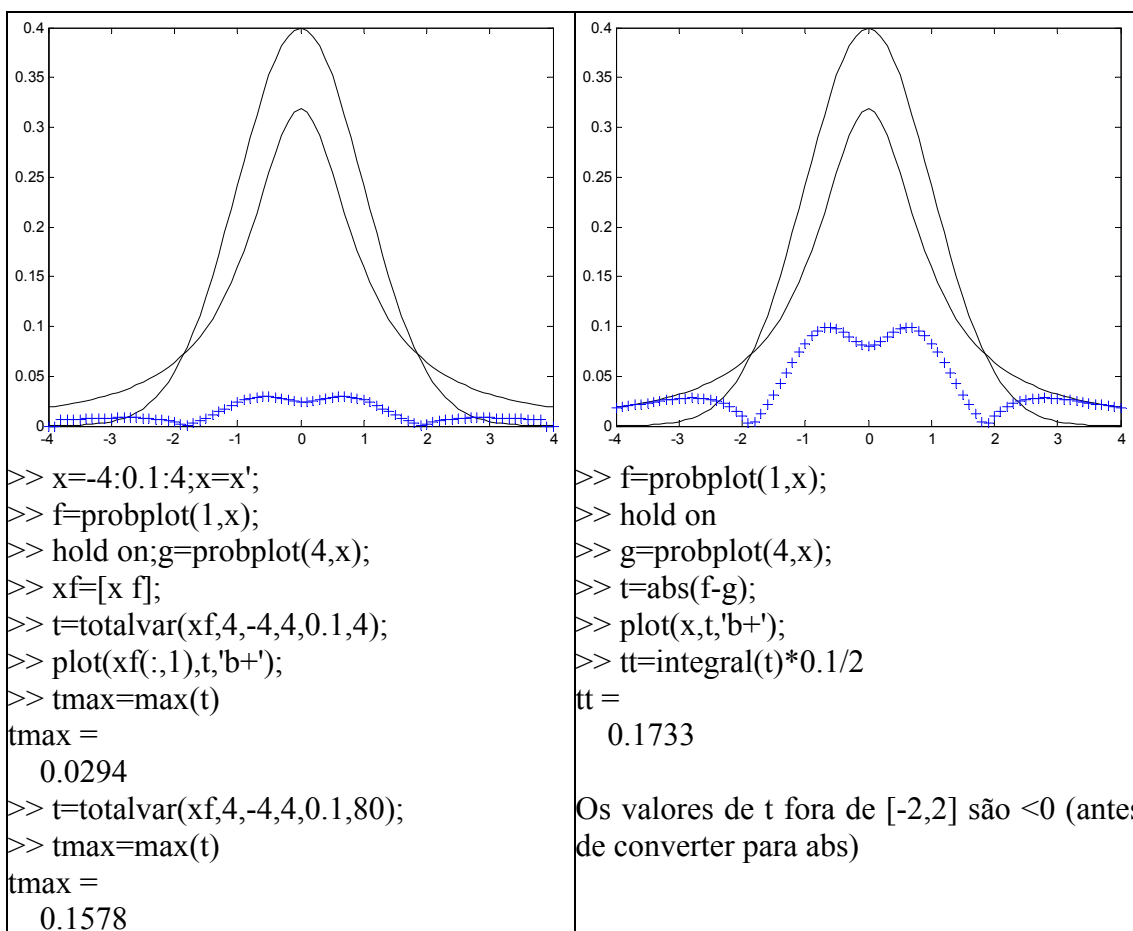 0.4
0.35
0.3
0.25
0.2
0.15
0.1
0.05
0
-4 -3 -2 -1 0 1 2 3 4
>> x=-4:0.1:4;x=x';
>> f=probplot(1,x);
>> hold on;g=probplot(4,x);
>> xf=[x f];
>> t=totalvar(xf,4,-4,4,0.1,4);
>> plot(xf(:,1),t,'b+');
>> tmax=max(t)
tmax =
0.0294
>> t=totalvar(xf,4,-4,4,0.1,80);
>> tmax=max(t)
tmax =
0.1578
0.4
0.35
0.3
0.25
0.2
0.15
0.1
0.05
0
-4 -3 -2 -1 0 1 2 3 4
>> f=probplot(1,x);
>> hold on
>> g=probplot(4,x);
>> t=abs(f-g);
>> plot(x,t,'b+');
>> tt=integral(t)*0.1/2
tt =
0.1733
Os valores de t fora de [-2,2] são <0 (antes
de converter para abs)